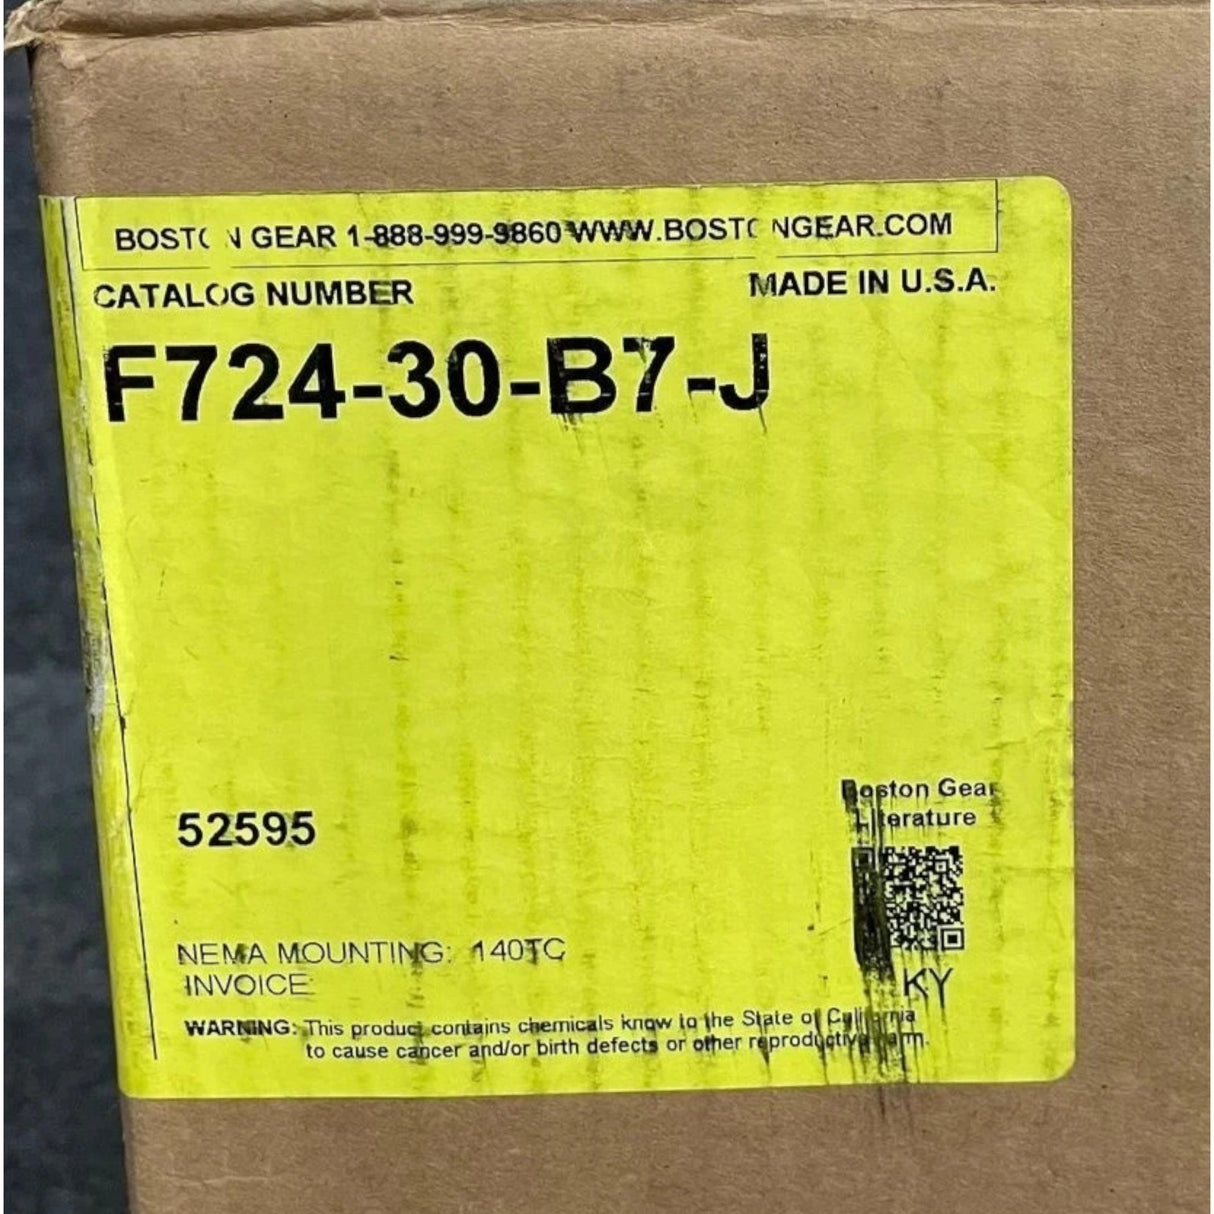 BOSTON GEAR 1-888-999-9860 WWW.BOSTONGEAR.COM
CATALOG NUMBER MADE IN U.S.A.
F724-30-B7-J
52595
Boston Gear
Literature
NEMA MOUNTING: 140TC
INVOICE:
KY
WARNING: This product contains chemicals know to the State of California
to cause cancer and/or birth defects or other reproductive harm.